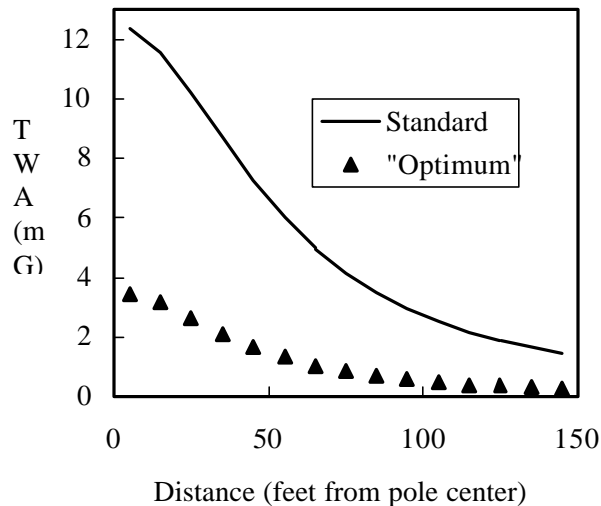 12
10
8
6
4
2
0
T
W
A
(m
G)
Standard
"Optimum"
0 50 100 150
Distance (feet from pole center)